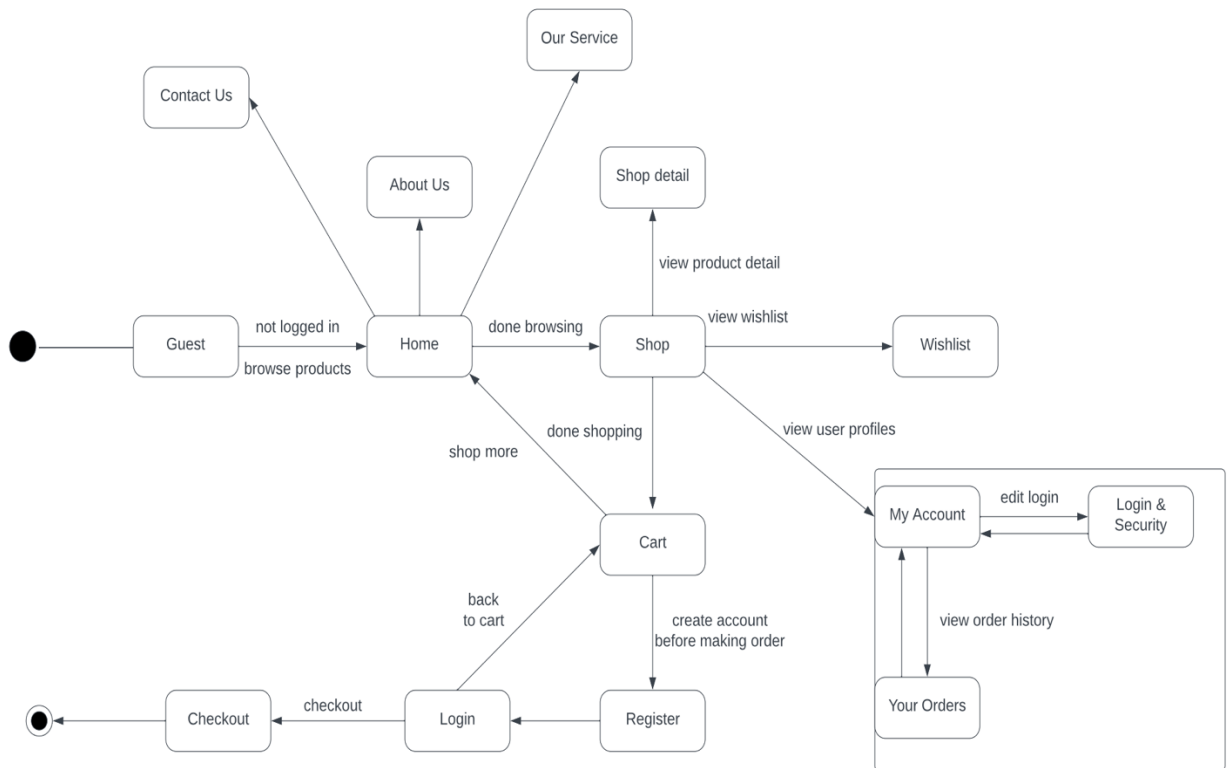 Our Service
Contact Us
About Us
Shop detail
view product detail
Guest
not logged in
browse products
Home
done browsing
Shop
view wishlist
Wishlist
shop more
done shopping
view user profiles
My Account
edit login
Login &
Security
Cart
back
to cart
create account
before making order
view order history
Checkout
checkout
Login
Register
Your Orders